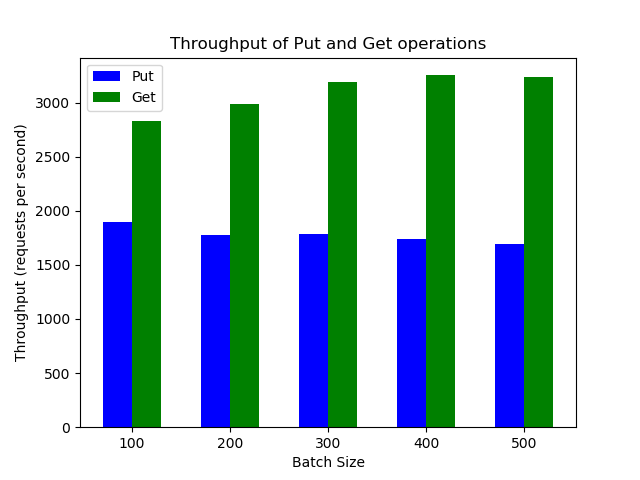 Throughput of Put and Get operations
Put
Get
Throughput (requests per second)
3000
2500
2000
1500
1000
500
0
100 200 300 400 500
Batch Size